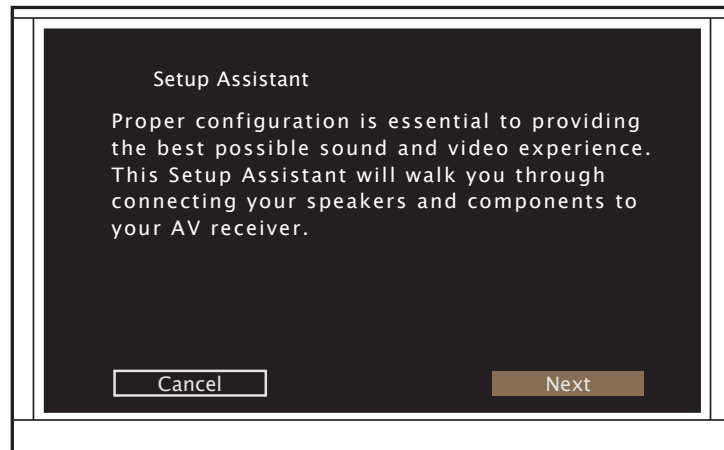 Setup Assistant
Proper configuration is essential to providing
the best possible sound and video experience.
This Setup Assistant will walk you through
connecting your speakers and components to
your AV receiver.
Cancel
Next